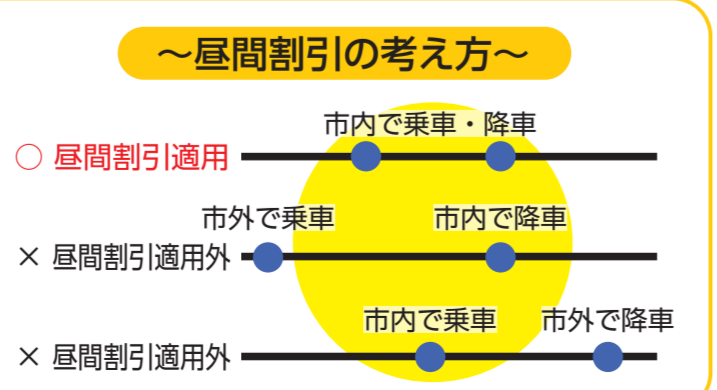 ～昼間割引の考え方～
市内で乗車・降車
○ 昼間割引適用
市外で乗車 市内で降車
× 昼間割引適用外
市内で乗車 市外で降車
× 昼間割引適用外